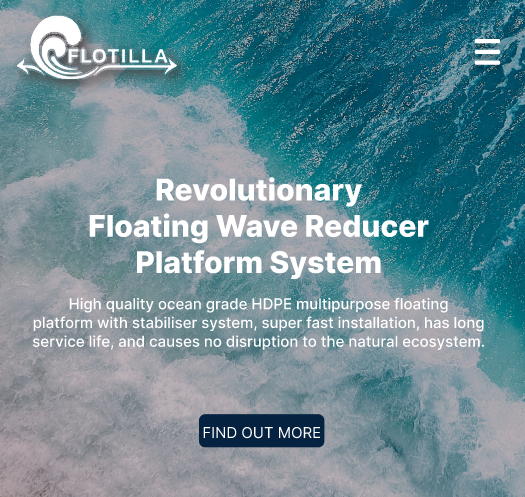 FLOTILLA
Revolutionary
Floating Wave Reducer
Platform System
High quality ocean grade HDPE multipurpose floating
platform with stabiliser system, super fast installation, has long
service life, and causes no disruption to the natural ecosystem.
FIND OUT MORE